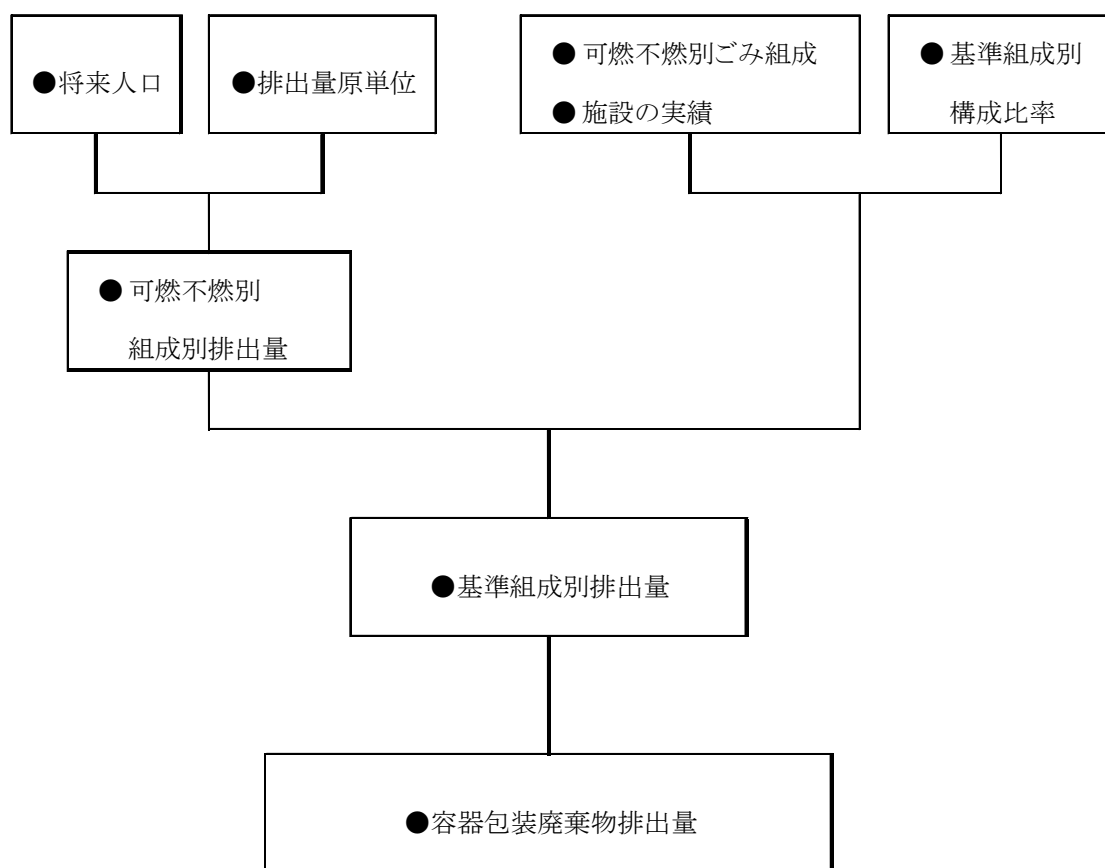 ●将来人口
●排出量原単位
● 可燃不燃別ごみ組成
● 施設の実績
● 基準組成別
構成比率
● 可燃不燃別
組成別排出量
●基準組成別排出量
●容器包装廃棄物排出量